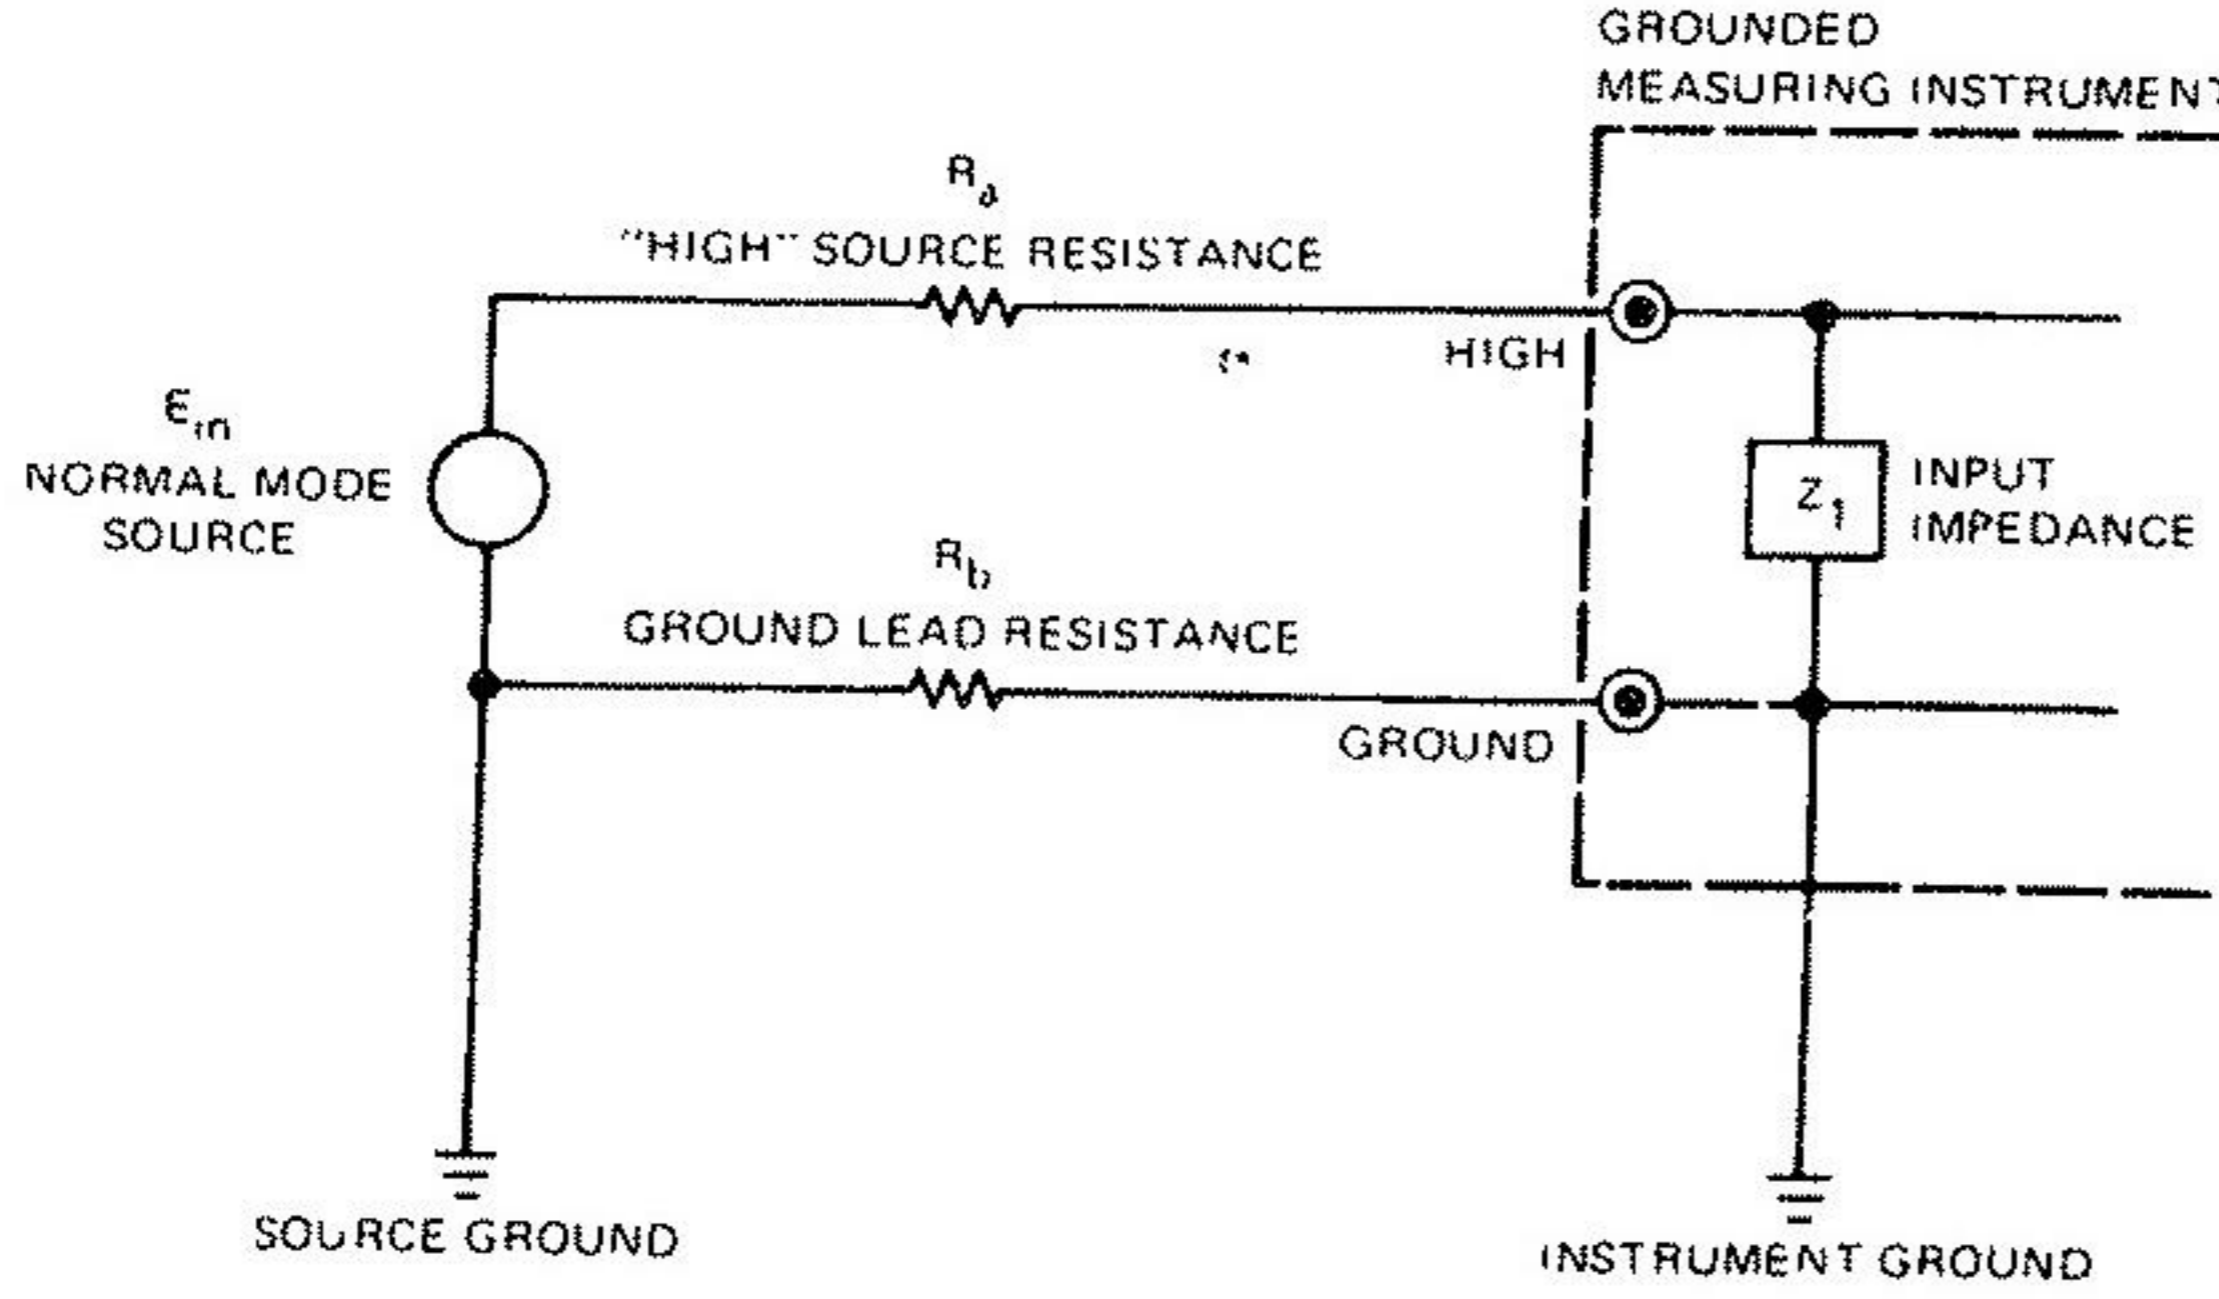 GROUNDED
MEASURING INSTRUMENT
Ra
"HIGH" SOURCE RESISTANCE
HIGH
Ein
NORMAL MODE
SOURCE
Z1
INPUT
IMPEDANCE
Rb
GROUND LEAD RESISTANCE
GROUND
SOURCE GROUND
INSTRUMENT GROUND